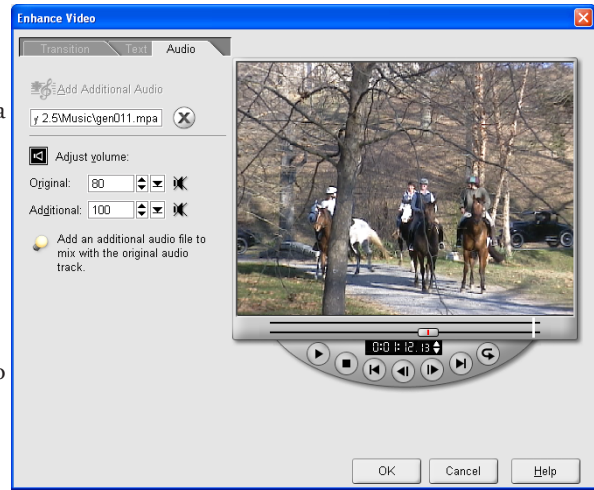 Enhance Video
Transition Text Audio
Add Additional Audio
a
y 2.5\Music\gen011.mpa
Adjust volume:
Original: 80
Additional: 100
Add an additional audio file to
mix with the original audio
track.
0:01:12.13
o
OK Cancel Help